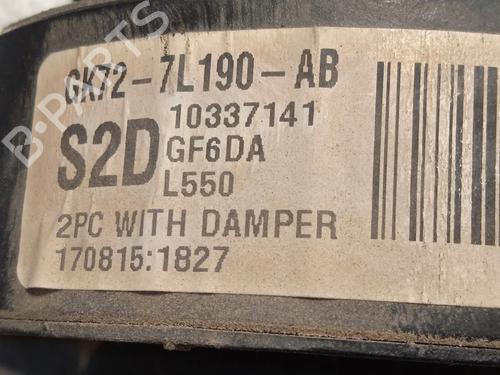 GK72-7L190-AB
S2D
10337141
GF6DA
L550
2PC WITH DAMPER
170815:1827
B-PARTS